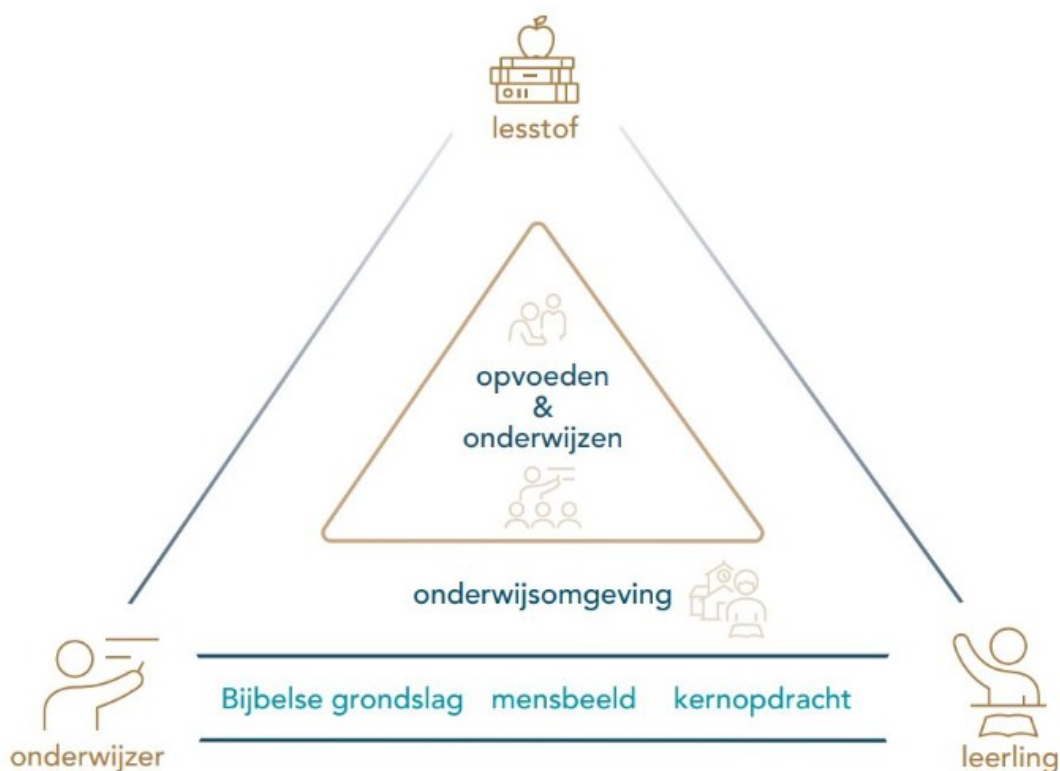 lesstof
opvoeden
&
onderwijzen
onderwijsomgeving
Bijbelse grondslag mensbeeld kernopdracht
onderwijzer
leerling